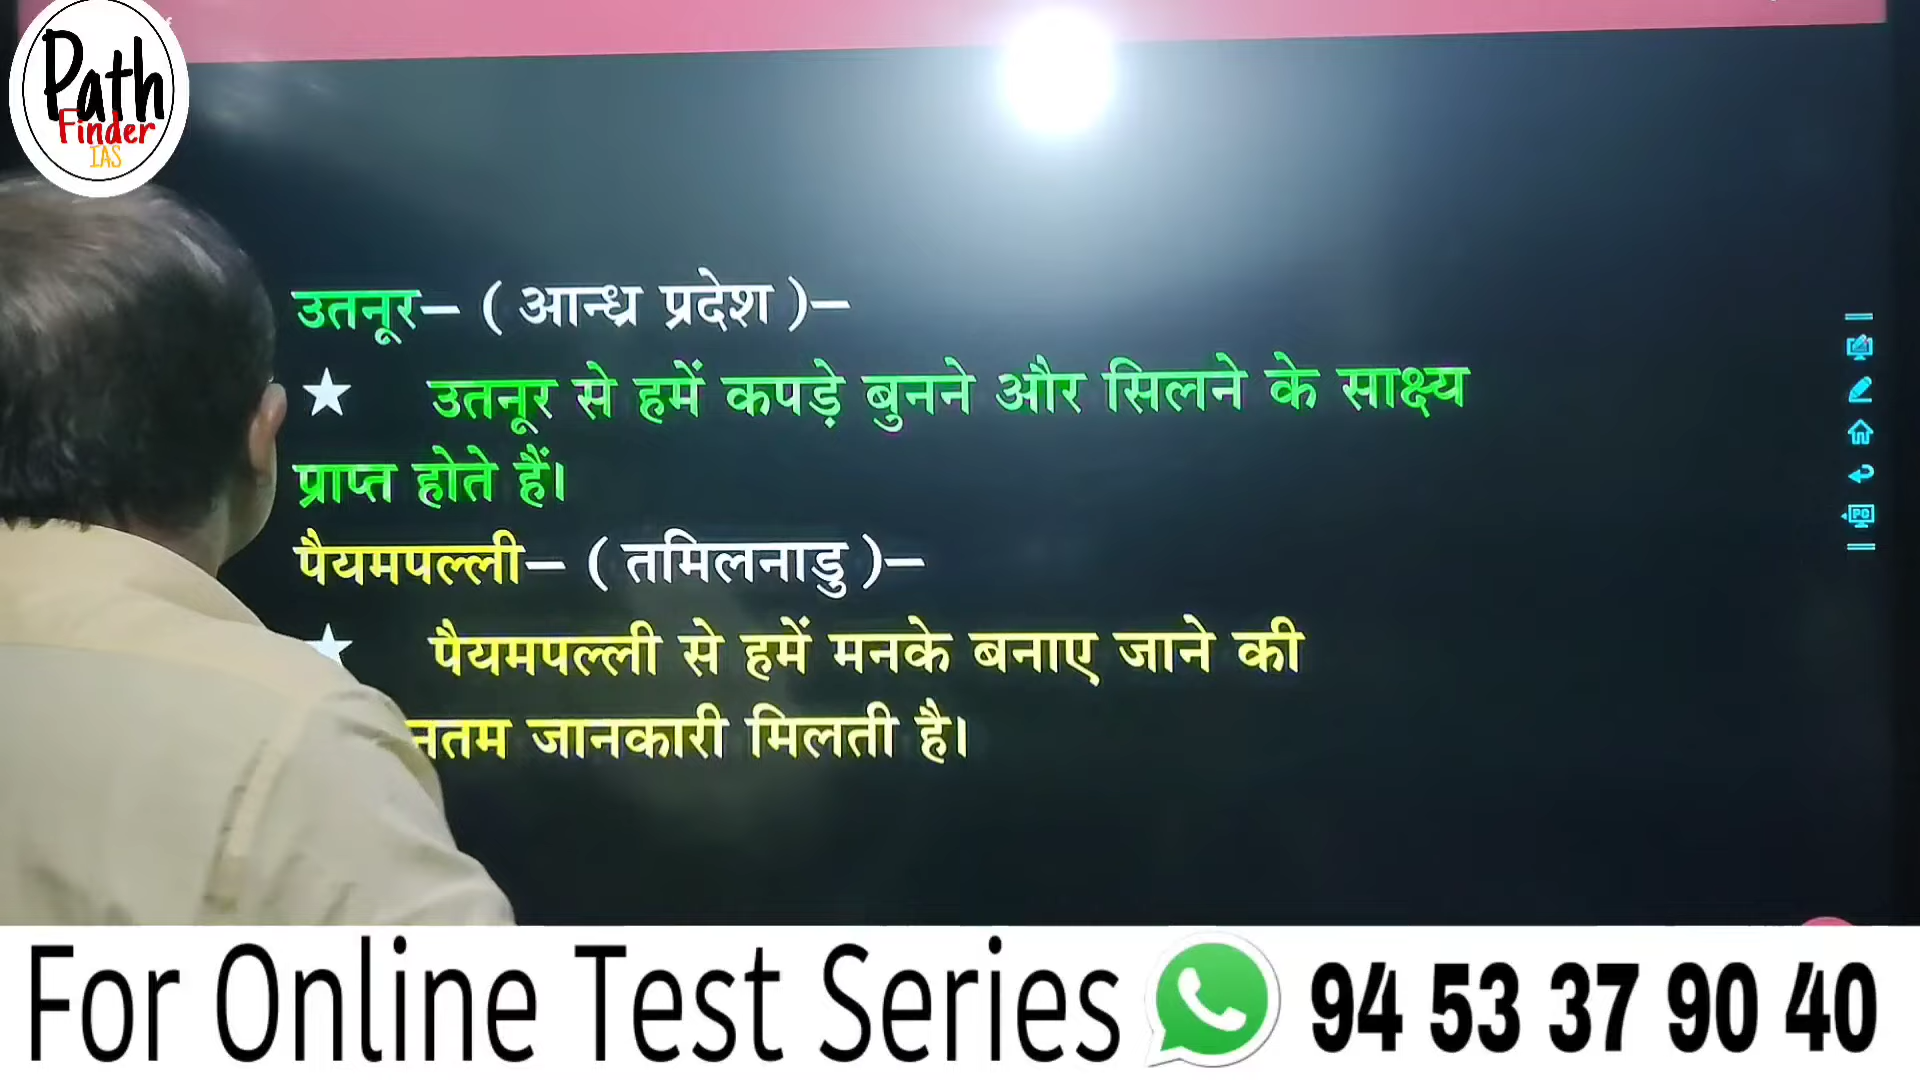 Path
Finder
IAS
उतनूर– ( आन्ध्र प्रदेश )–
★ उतनूर से हमें कपड़े बुनने और सिलने के साक्ष्य
प्राप्त होते हैं।
पैयमपल्ली– ( तमिलनाडु )–
★ पैयमपल्ली से हमें मनके बनाए जाने की
जानकारी मिलती है।
For Online Test Series 94 53 37 90 40